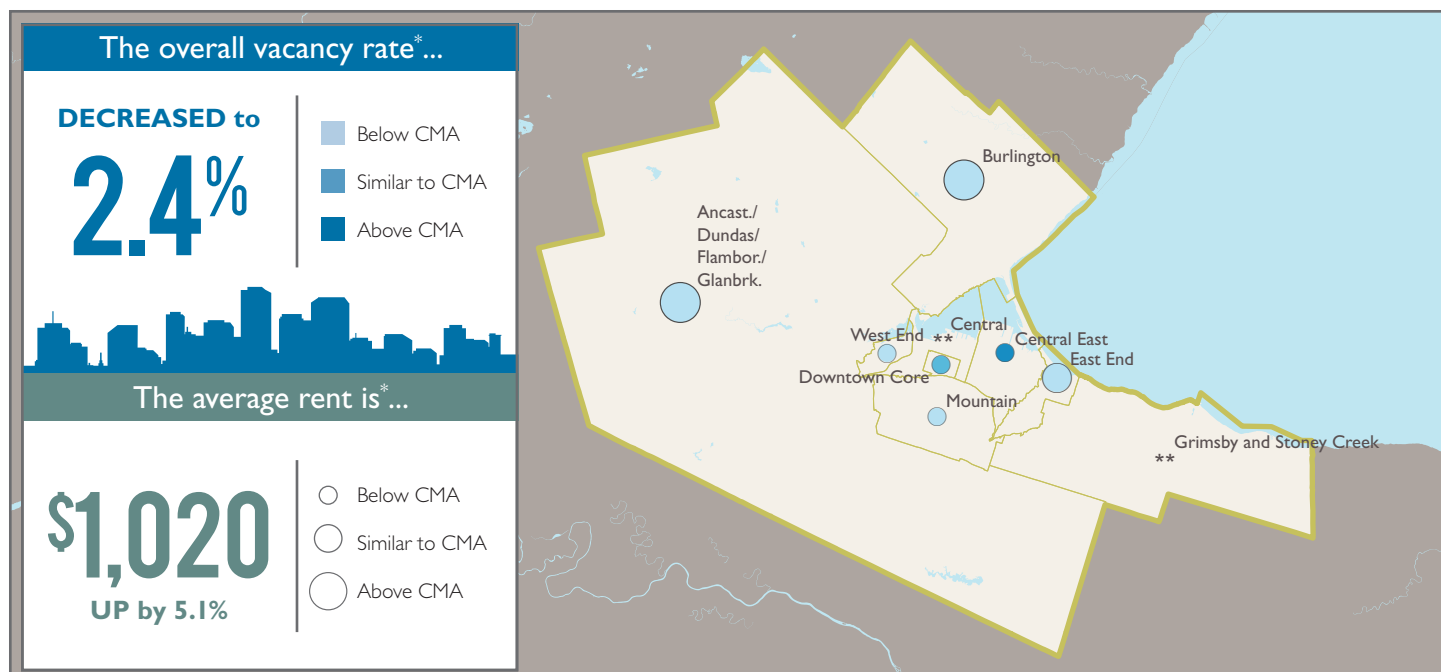 The overall vacancy rate*...
DECREASED to
2.4%
Below CMA
Similar to CMA
Above CMA
The average rent is*...
$1,020
UP by 5.1%
Below CMA
Similar to CMA
Above CMA
Burlington
Ancast./
Dundas/
Flambor./
Glanbrk.
West End
**
Central
Central East
East End
Downtown Core
Mountain
Grimsby and Stoney Creek
**